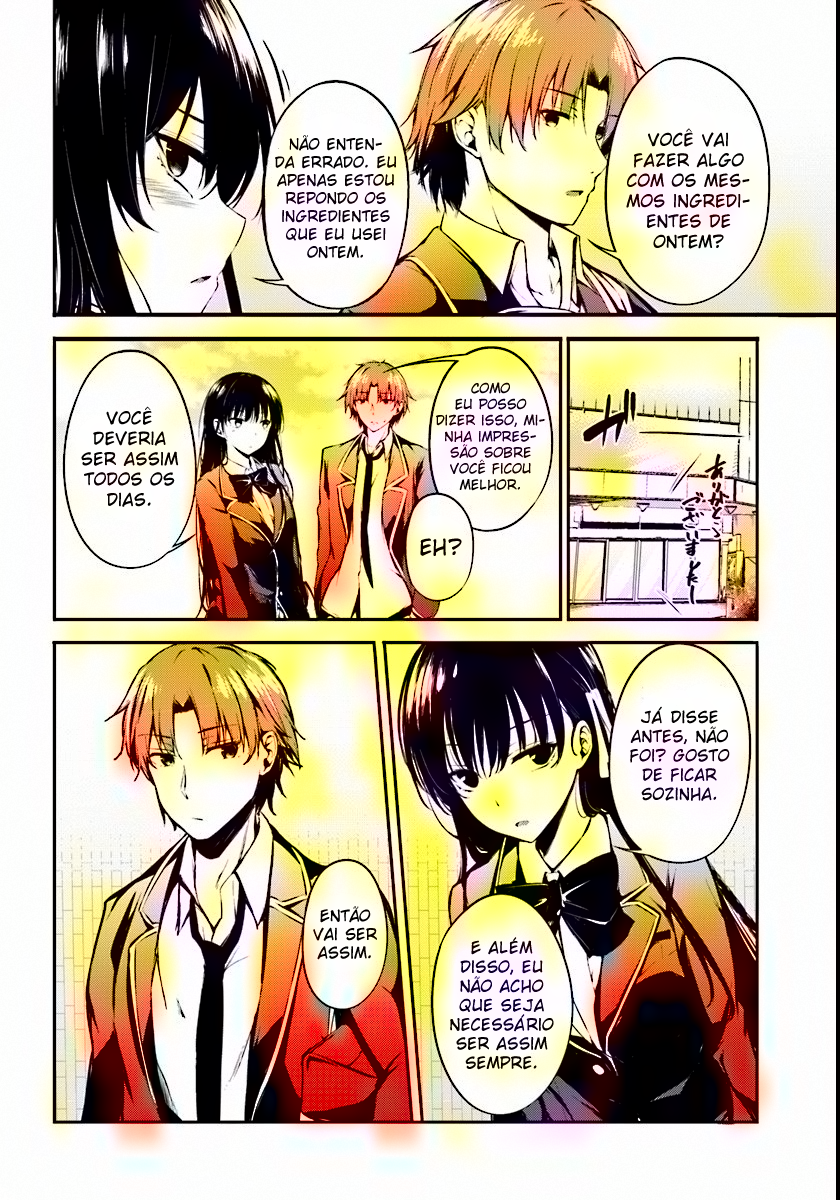 VOCÊ VAI
FAZER ALGO
COM OS MES-
MOS INGREDI-
ENTES DE
ONTEM?
NÃO ENTEN-
DA ERRADO. EU
APENAS ESTOU
REPONDO OS
INGREDIENTES
QUE EU USEI
ONTEM.
ありがとう
ございましたー
COMO
EU POSSO
DIZER ISSO, MI-
NHA IMPRES-
SÃO SOBRE
VOCÊ FICOU
MELHOR.
EH?
VOCÊ
DEVERIA
SER ASSIM
TODOS OS
DIAS.
JÁ DISSE
ANTES, NÃO
FOI? GOSTO
DE FICAR
SOZINHA.
E ALÉM
DISSO, EU
NÃO ACHO
QUE SEJA
NECESSÁRIO
SER ASSIM
SEMPRE.
ENTÃO
VAI SER
ASSIM.